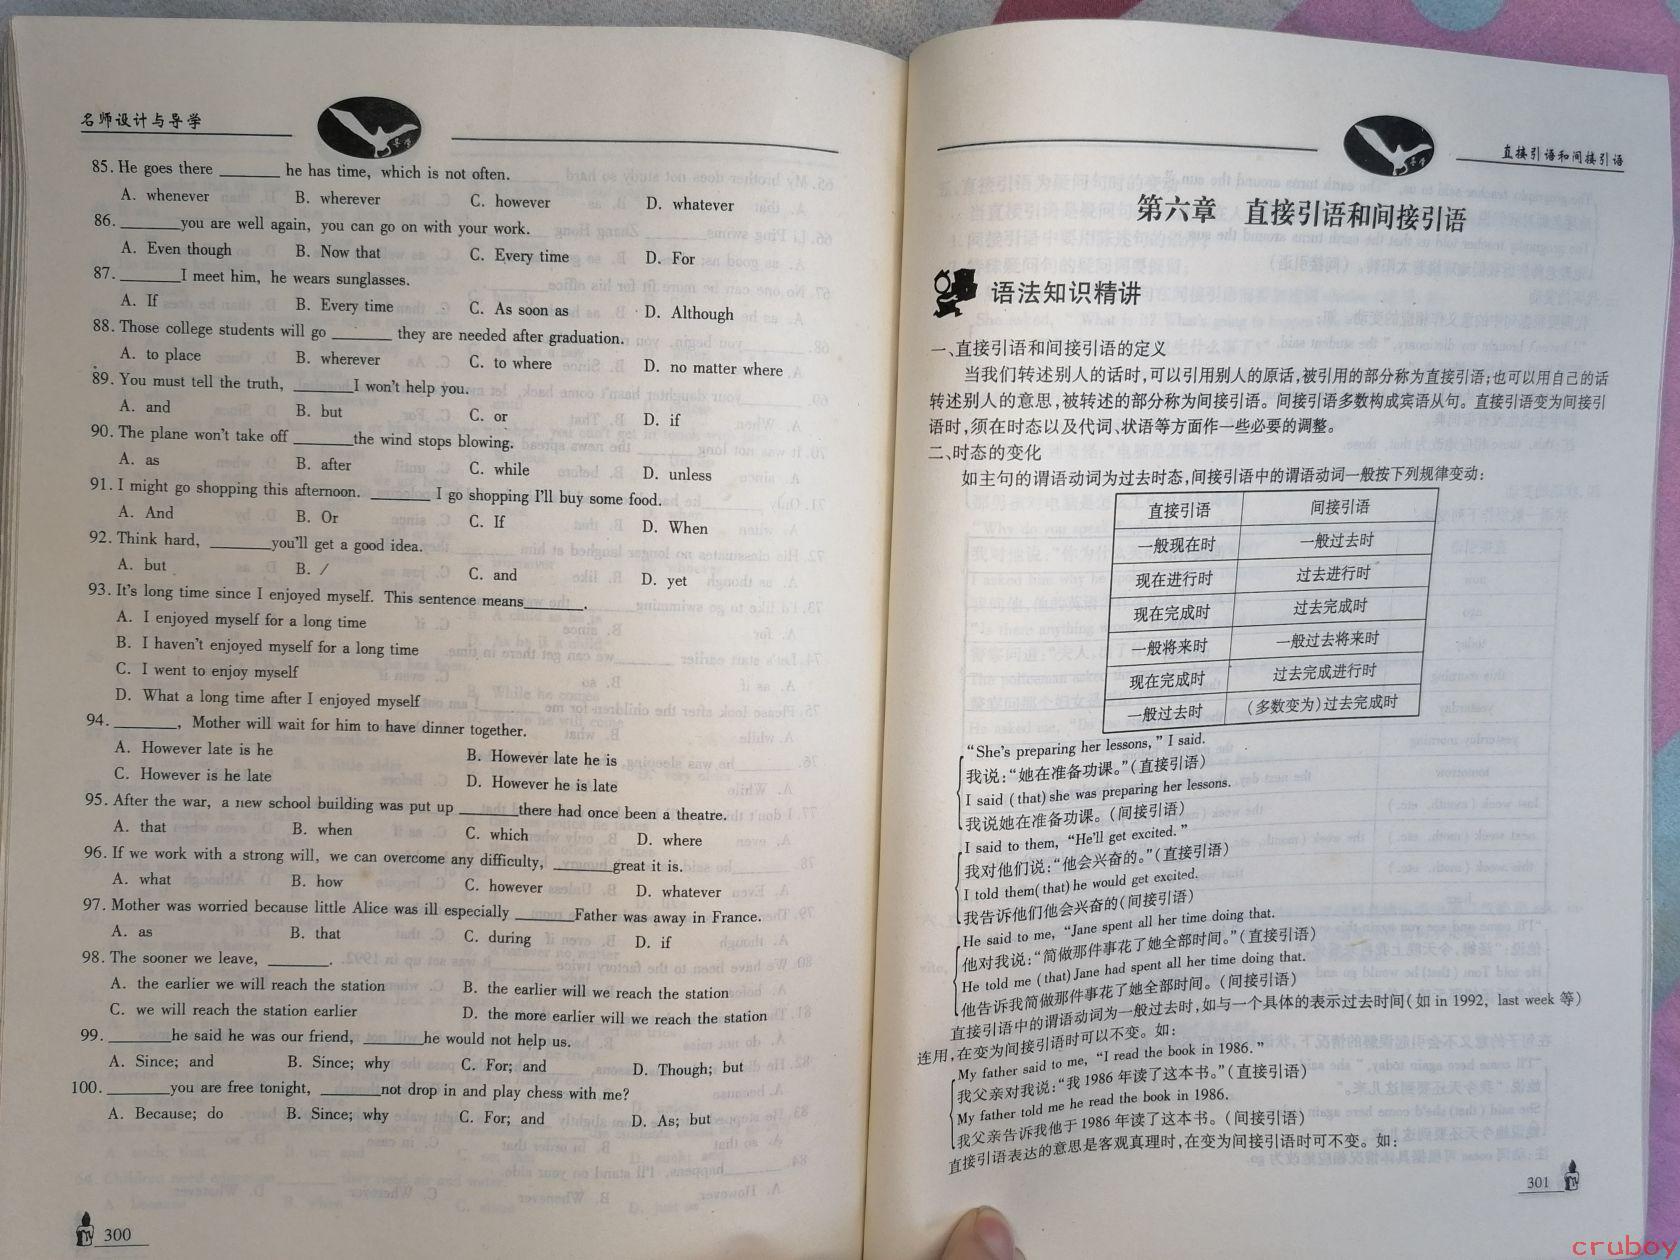 名师设计与导学
85. He goes there ______ he has time, which is not often.
A. whenever B. wherever C. however D. whatever
86. ______you are well again, you can go on with your work.
A. Even though B. Now that C. Every time D. For
87. ______I meet him, he wears sunglasses.
A. If B. Every time C. As soon as D. Although
88. Those college students will go ______ they are needed after graduation.
A. to place B. wherever C. to where D. no matter where
89. You must tell the truth, ______I won't help you.
A. and B. but C. or D. if
90. The plane won't take off ______the wind stops blowing.
A. as B. after C. while D. unless
91. I might go shopping this afternoon. ______ I go shopping I'll buy some food.
A. And B. Or C. If D. When
92. Think hard, ______you'll get a good idea.
A. but B. / C. and D. yet
93. It's long time since I enjoyed myself. This sentence means______.
A. I enjoyed myself for a long time
B. I haven't enjoyed myself for a long time
C. I went to enjoy myself
D. What a long time after I enjoyed myself
94. ______, Mother will wait for him to have dinner together.
A. However late is he B. However late he is
C. However is he late D. However he is late
95. After the war, a new school building was put up ______there had once been a theatre.
A. that B. when C. which D. where
96. If we work with a strong will, we can overcome any difficulty, ______great it is.
A. what B. how C. however D. whatever
97. Mother was worried because little Alice was ill especially ______Father was away in France.
A. as B. that C. during D. if
98. The sooner we leave, ______.
A. the earlier we will reach the station B. the earlier will we reach the station
C. we will reach the station earlier D. the more earlier will we reach the station
99. ______he said he was our friend, ______he would not help us.
A. Since; and B. Since; why C. For; and D. Though; but
100. ______you are free tonight, ______not drop in and play chess with me?
A. Because; do B. Since; why C. For; and D. As; but
300
直接引语和间接引语
第六章 直接引语和间接引语
语法知识精讲
一、直接引语和间接引语的定义
当我们转述别人的话时,可以引用别人的原话,被引用的部分称为直接引语;也可以用自己的话
转述别人的意思,被转述的部分称为间接引语。间接引语多数构成宾语从句。直接引语变为间接引
语时,须在时态以及代词、状语等方面作一些必要的调整。
二、时态的变化
如主句的谓语动词为过去时态,间接引语中的谓语动词一般按下列规律变动:
直接引语 间接引语
一般现在时 一般过去时
现在进行时 过去进行时
现在完成时 过去完成时
一般将来时 一般过去将来时
现在完成时 过去完成进行时
一般过去时 (多数变为)过去完成时
“She's preparing her lessons,” I said.
我说:“她在准备功课。”(直接引语)
I said (that) she was preparing her lessons.
我说她在准备功课。(间接引语)
I said to them, “He'll get excited.”
我对他们说:“他会兴奋的。”(直接引语)
I told them(that) he would get excited.
我告诉他们他会兴奋的(间接引语)
He said to me, “Jane spent all her time doing that.
他对我说:“简做那件事花了她全部时间。”(直接引语)
He told me (that) Jane had spent all her time doing that.
他告诉我简做那件事花了她全部时间。(间接引语)
直接引语中的谓语动词为一般过去时,如与一个具体的表示过去时间(如 in 1992, last week 等)
连用,在变为间接引语时可以不变。如:
My father said to me, “I read the book in 1986.”
我父亲对我说:“我 1986 年读了这本书。”(直接引语)
My father told me he read the book in 1986.
我父亲告诉我他于 1986 年读了这本书。(间接引语)
直接引语表达的意思是客观真理时,在变为间接引语时可不变。如:
301
cruboy